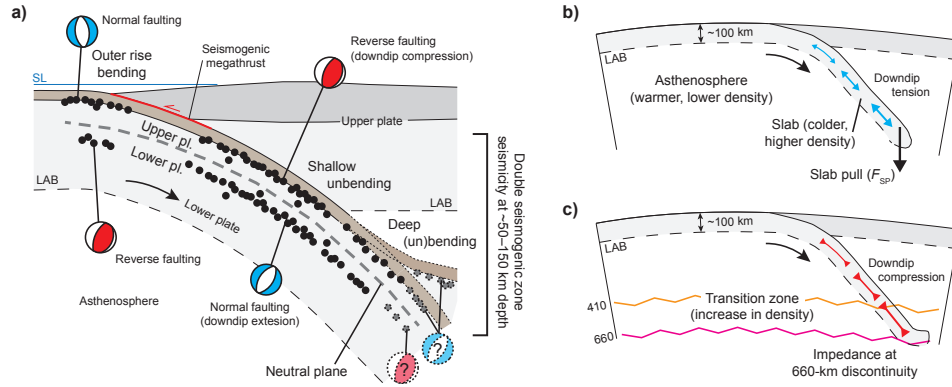 a)
Normal faulting
Outer rise
bending
Seismogenic
megathrust
Reverse faulting
(downdip compression)
SL
Upper plate
Upper pl.
Lower pl.
Shallow
unbending
LAB
LAB
Lower plate
Deep
(un)bending
Double seismogenic zone
seismicity at ~50–150 km
depth
Reverse faulting
Asthenosphere
Normal faulting
(downdip extesion)
Neutral plane
?
?
b)
~100 km
LAB
Asthenosphere
(warmer, lower density)
Downdip
tension
Slab (colder,
higher density)
Slab pull (FSP)
c)
~100 km
LAB
Downdip
compression
410
Transition zone
(increase in density)
660
Impedance at
660-km discontinuity